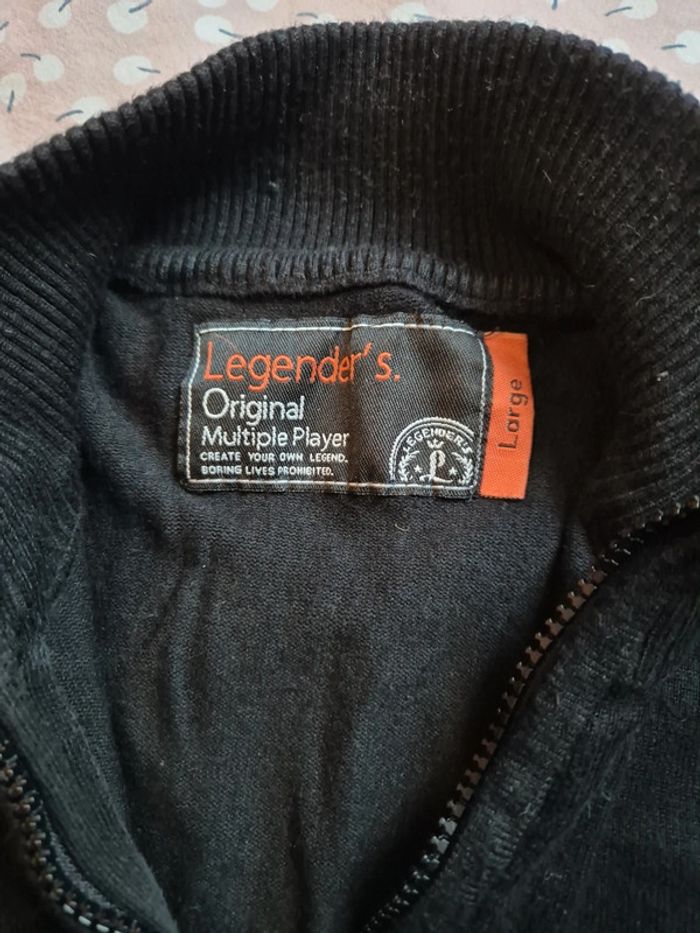 Legender's.
Original
Multiple Player
CREATE YOUR OWN LEGEND.
BORING LIVES PROHIBITED.
LEGENDER'S
L
Large